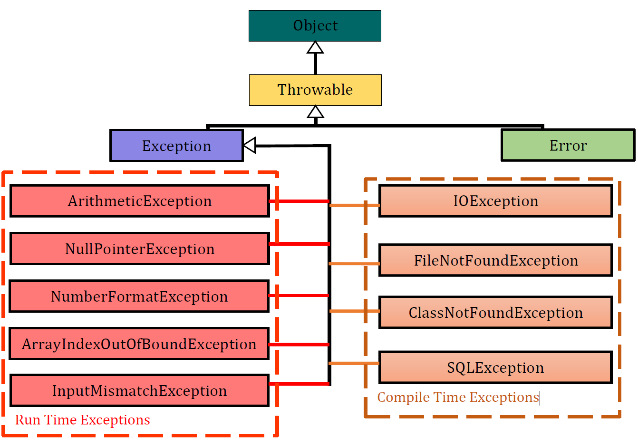 Object
Throwable
Exception
Error
ArithmeticException
NullPointerException
NumberFormatException
ArrayIndexOutOfBoundException
InputMismatchException
Run Time Exceptions
IOException
FileNotFoundException
ClassNotFoundException
SQLException
Compile Time Exceptions